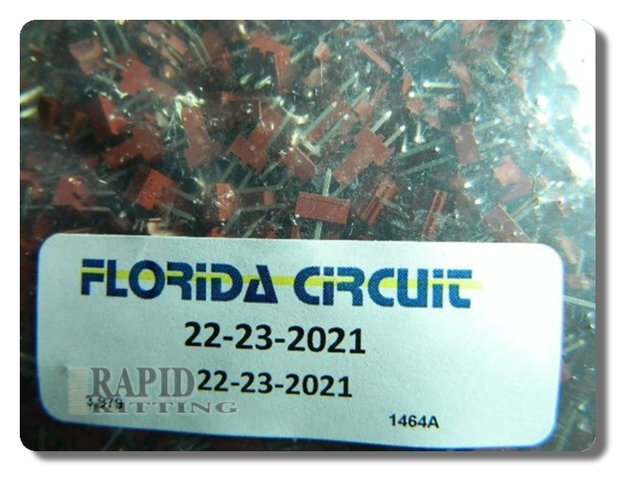 FLORIDA CIRCUIT
22-23-2021
22-23-2021
RAPID
KITTING
1464A